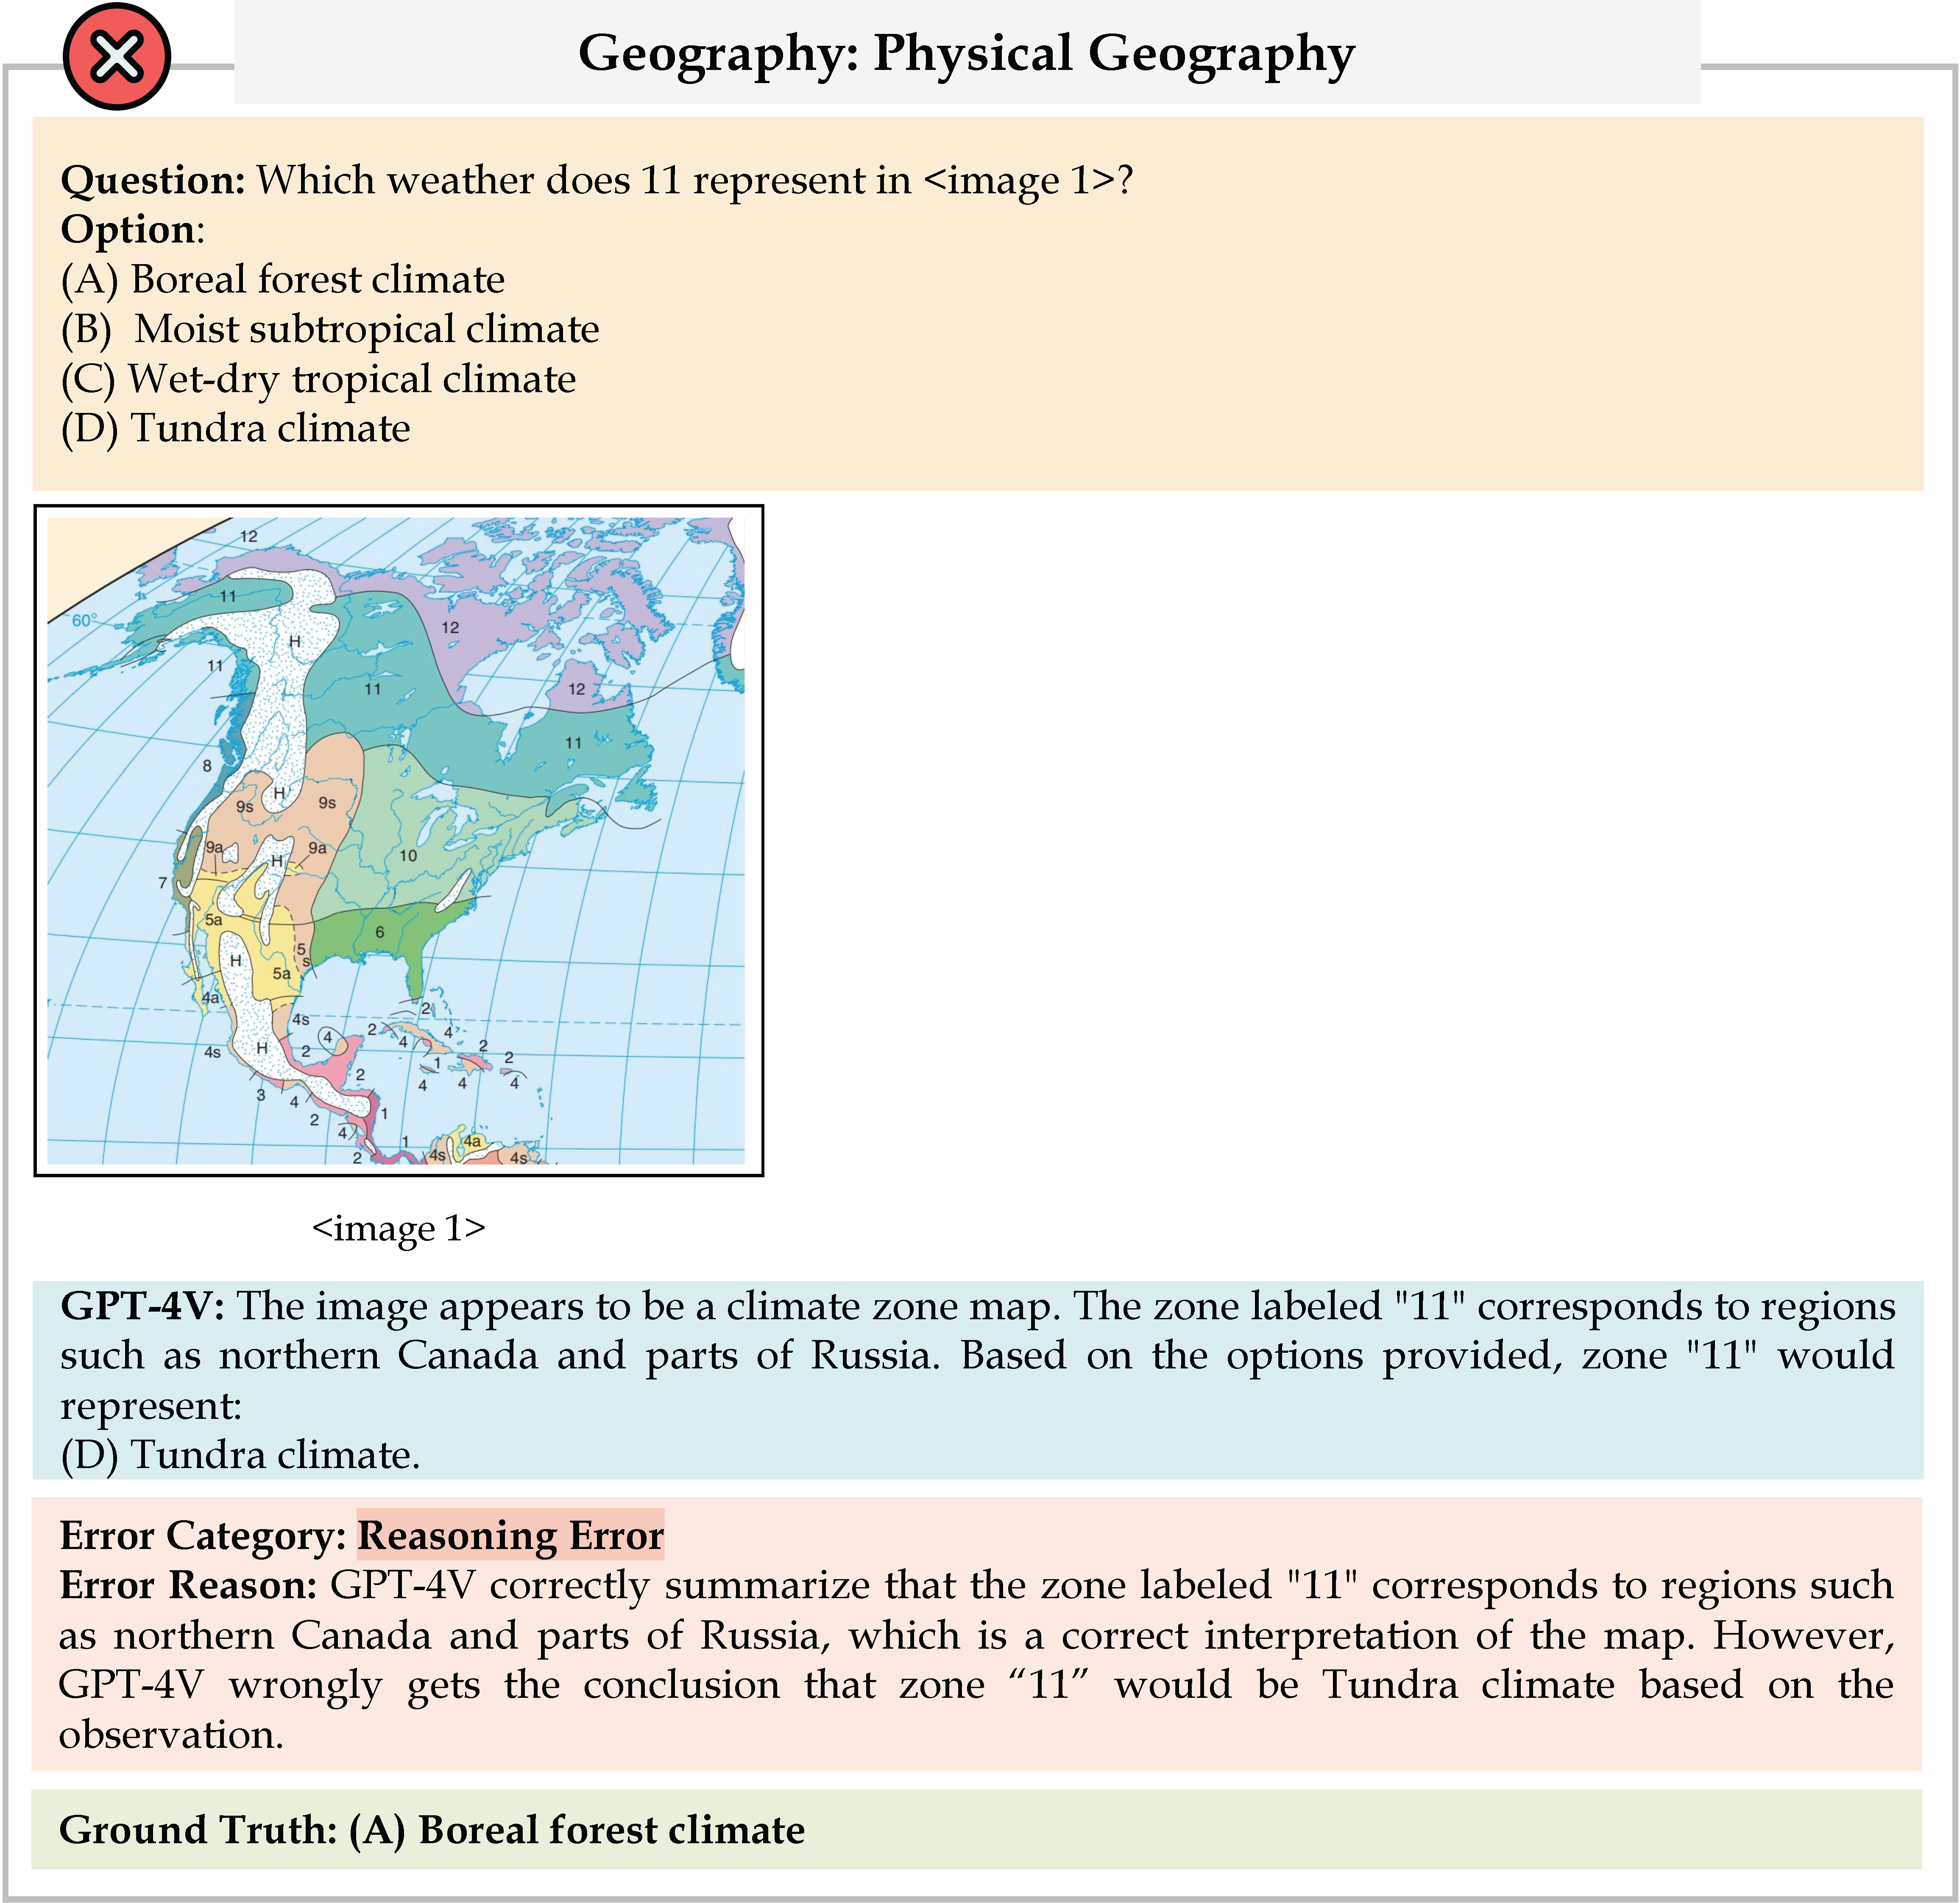 Geography: Physical Geography
Question: Which weather does 11 represent in <image 1>?
Option:
(A) Boreal forest climate
(B) Moist subtropical climate
(C) Wet-dry tropical climate
(D) Tundra climate
12
11
60°
12
H
11
11
12
11
8
H
9s
9s
9a
H
9a
10
7
5a
6
5
s
H
5a
4a
2
4s
4
2
4
4s
H
2
4
2
1
2
2
4
4
4
3
4
1
2
4
1
4a
2
4s
4s
<image 1>
GPT-4V: The image appears to be a climate zone map. The zone labeled "11" corresponds to regions
such as northern Canada and parts of Russia. Based on the options provided, zone "11" would
represent:
(D) Tundra climate.
Error Category: Reasoning Error
Error Reason: GPT-4V correctly summarize that the zone labeled "11" corresponds to regions such
as northern Canada and parts of Russia, which is a correct interpretation of the map. However,
GPT-4V wrongly gets the conclusion that zone “11” would be Tundra climate based on the
observation.
Ground Truth: (A) Boreal forest climate